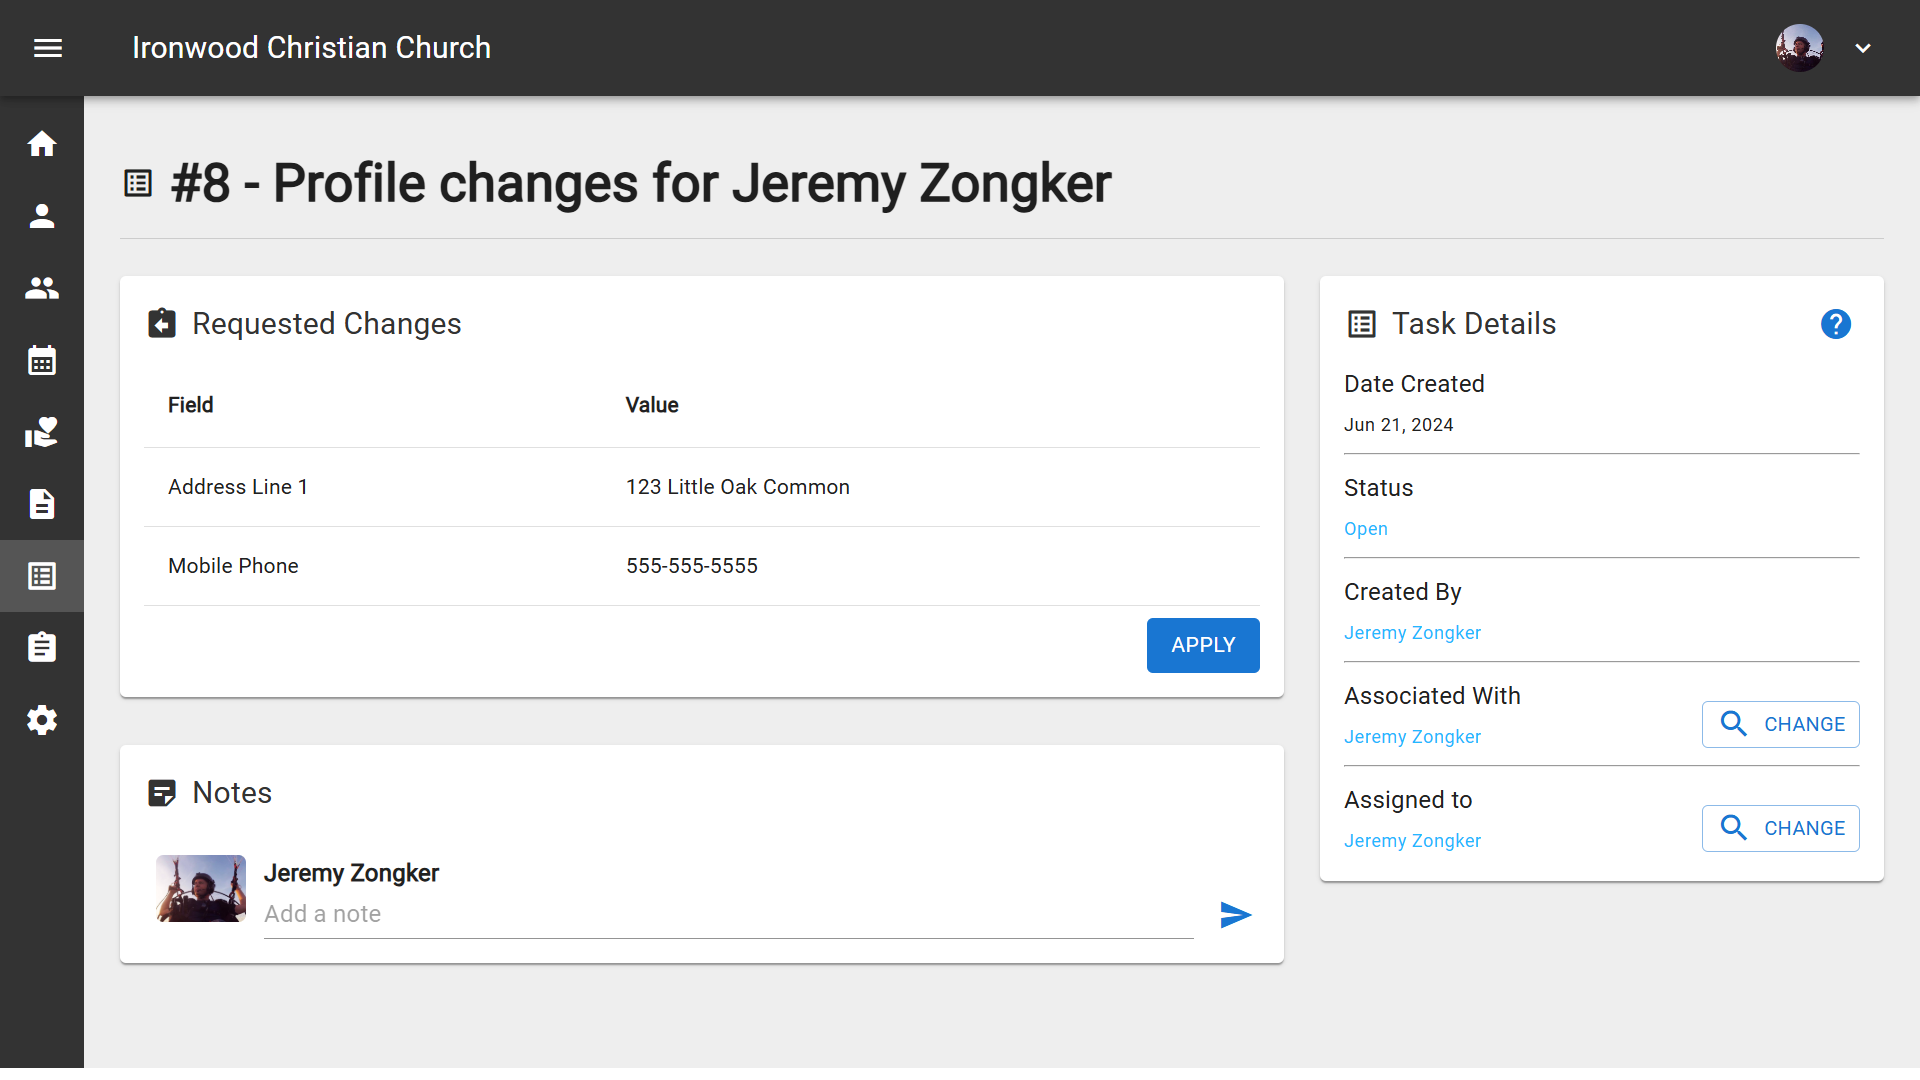 Ironwood Christian Church
#8 - Profile changes for Jeremy Zongker
Requested Changes
Field Value
Address Line 1 123 Little Oak Common
Mobile Phone 555-555-5555
APPLY
Notes
Jeremy Zongker
Add a note
Task Details
Date Created
Jun 21, 2024
Status
Open
Created By
Jeremy Zongker
Associated With
Jeremy Zongker
CHANGE
Assigned to
Jeremy Zongker
CHANGE